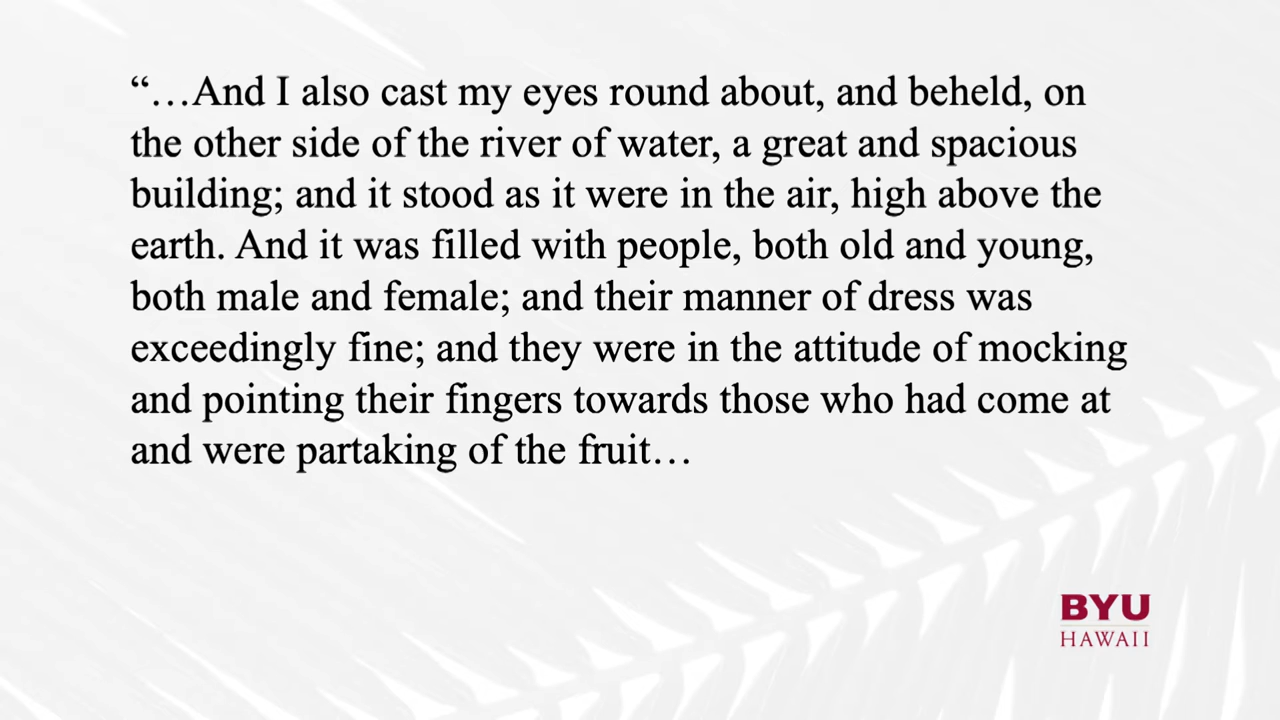 “…And I also cast my eyes round about, and beheld, on
the other side of the river of water, a great and spacious
building; and it stood as it were in the air, high above the
earth. And it was filled with people, both old and young,
both male and female; and their manner of dress was
exceedingly fine; and they were in the attitude of mocking
and pointing their fingers towards those who had come at
and were partaking of the fruit…
BYU
HAWAII